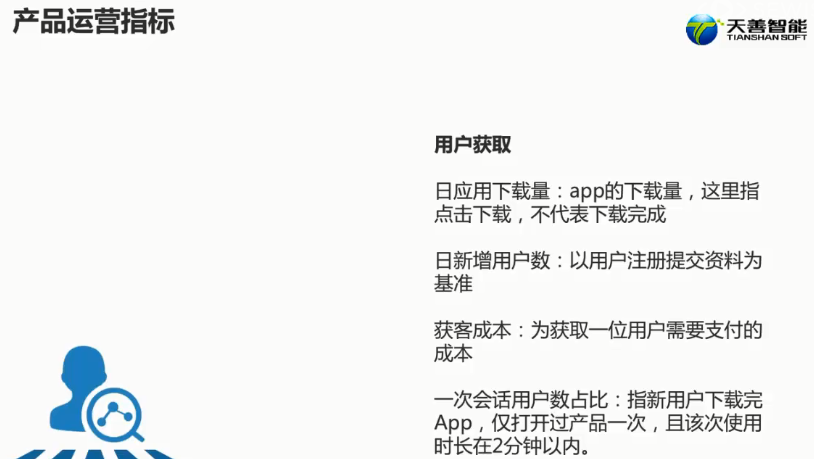 产品运营指标
天善智能
TIANSHAN SOFT
用户获取
日应用下载量：app的下载量，这里指
点击下载，不代表下载完成
日新增用户数：以用户注册提交资料为
基准
获客成本：为获取一位用户需要支付的
成本
一次会话用户数占比：指新用户下载完
App，仅打开过产品一次，且该次使用
时长在2分钟以内。